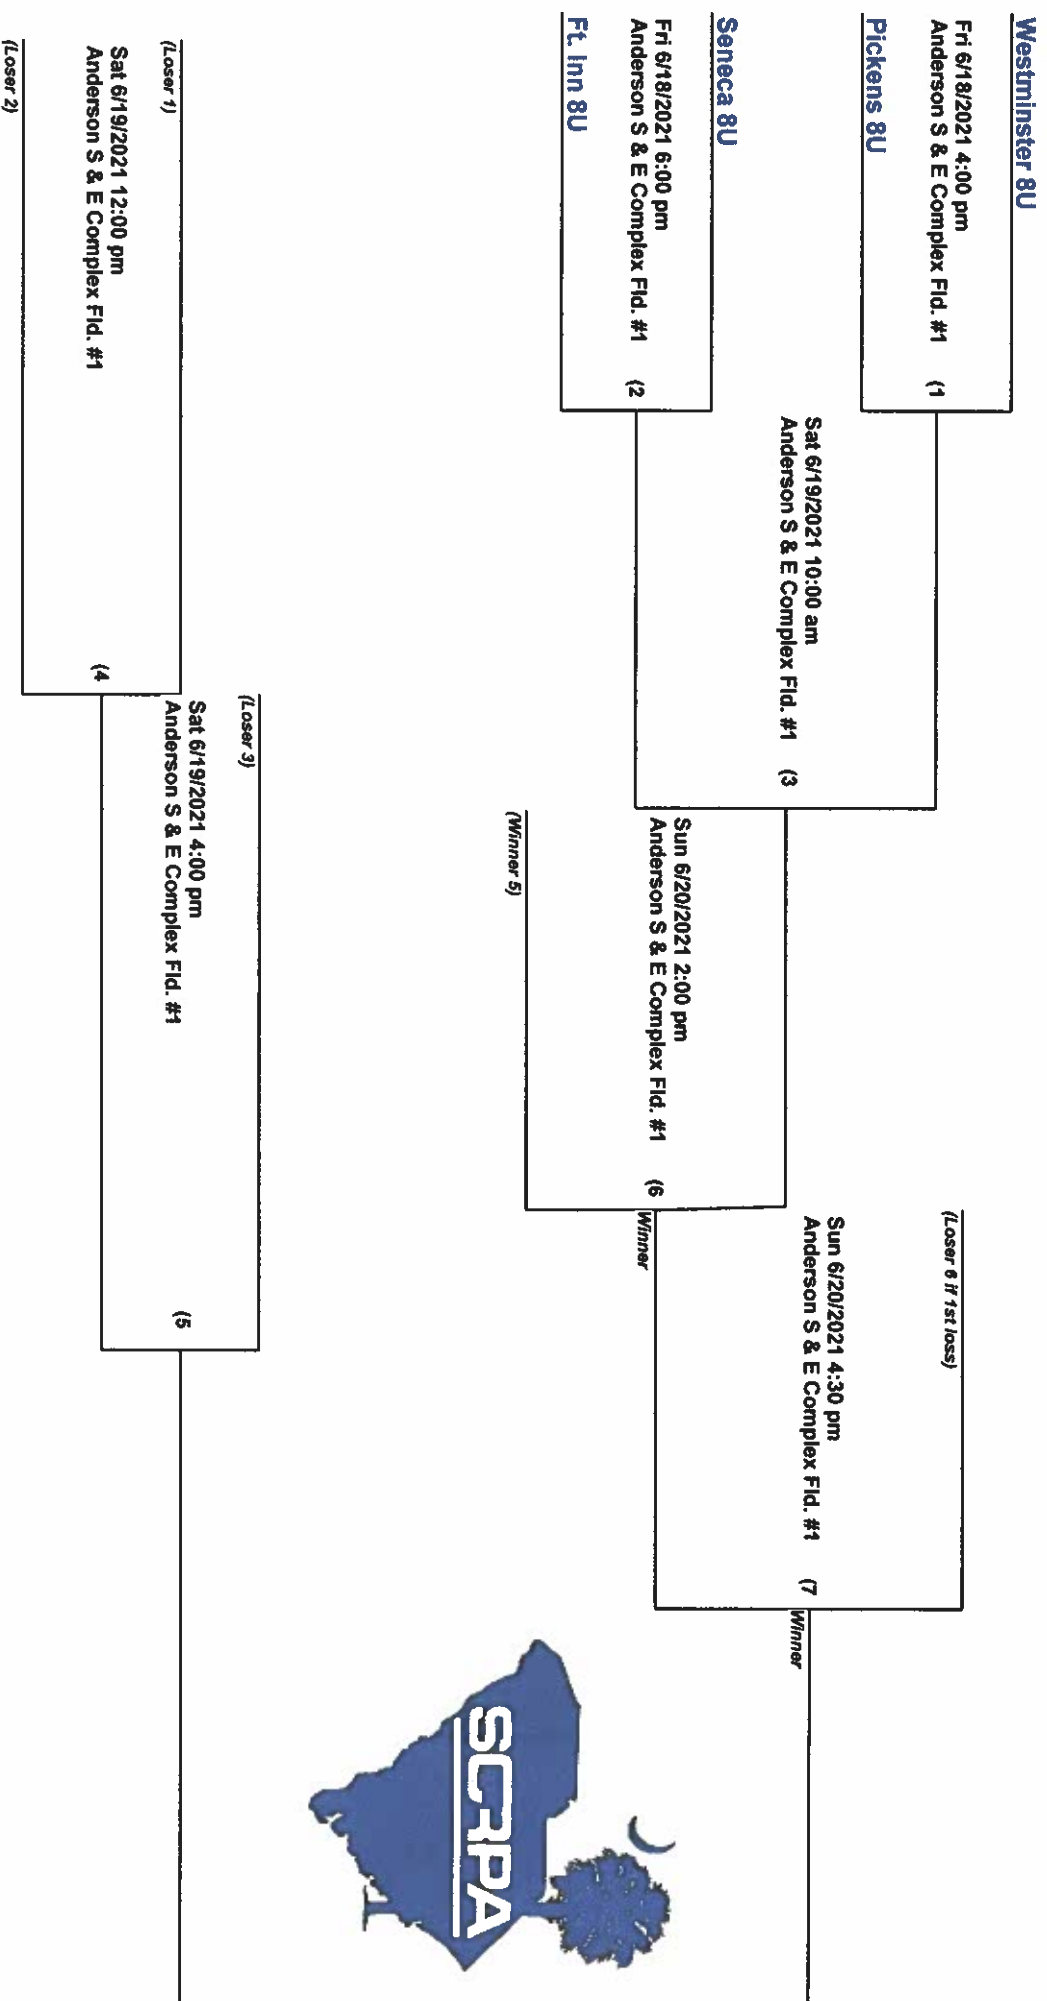 Westminster 8U
Fri 6/18/2021 4:00 pm
Anderson S & E Complex Fld. #1 (1
Pickens 8U
Sat 6/19/2021 10:00 am
Anderson S & E Complex Fld. #1 (3
Seneca 8U
Fri 6/18/2021 6:00 pm
Anderson S & E Complex Fld. #1 (2
Ft. Inn 8U
(Loser 6 if 1st loss)
Sun 6/20/2021 4:30 pm
Anderson S & E Complex Fld. #1 (7
Winner
Sun 6/20/2021 2:00 pm
Anderson S & E Complex Fld. #1 (6
Winner
(Winner 5)
SCRPA
(Loser 3)
Sat 6/19/2021 4:00 pm
Anderson S & E Complex Fld. #1
(5
(Loser 1)
Sat 6/19/2021 12:00 pm
Anderson S & E Complex Fld. #1
(4
(Loser 2)